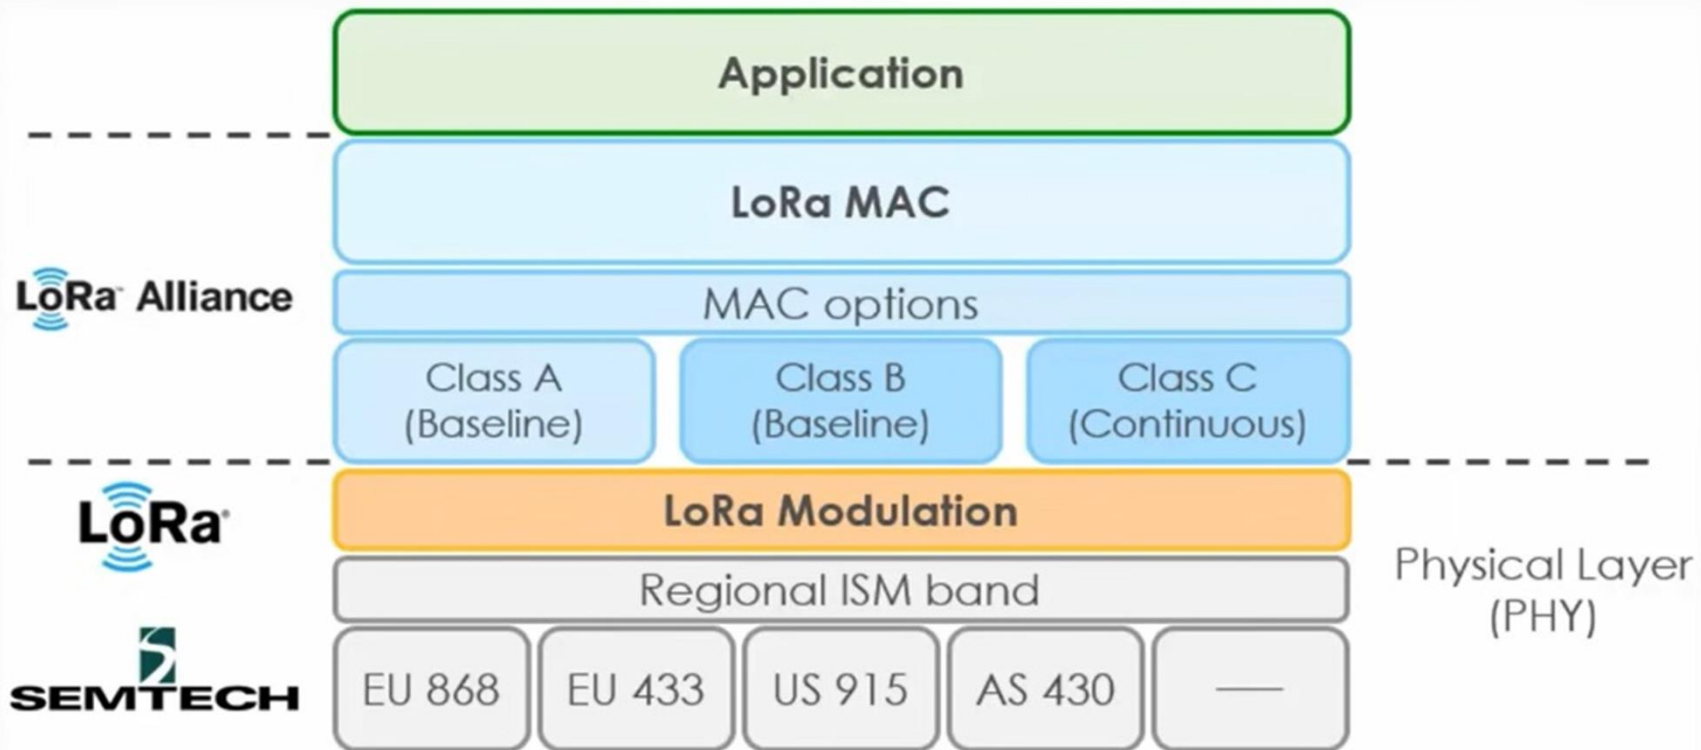 Application
LoRa MAC
LoRa™ Alliance
MAC options
Class A
(Baseline)
Class B
(Baseline)
Class C
(Continuous)
LoRa®
LoRa Modulation
Regional ISM band
Physical Layer
(PHY)
SEMTECH
EU 868
EU 433
US 915
AS 430